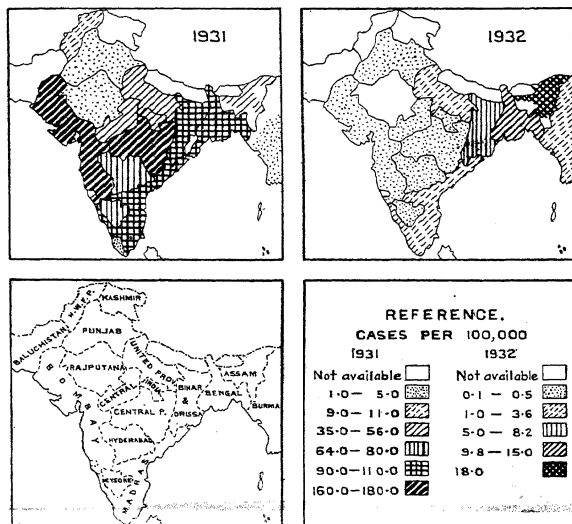 1931
1932
N.W.F.P.
KASHMIR
PUNJAB
BALUCHISTAN
RAJPUTANA
UNITED PROV.
BOMBAY
CENTRAL INDIA
CENTRAL P.
BIHAR
&
ORISSA
ASSAM
BENGAL
BURMA
HYDERABAD
MYSORE
MADRAS
REFERENCE.
CASES PER 100,000
1931 1932
Not available Not available
1.0 — 5.0 0.1 — 0.5
9.0 — 11.0 1.0 — 3.6
35.0 — 56.0 5.0 — 8.2
64.0 — 80.0 9.8 — 15.0
90.0 — 110.0 18.0
160.0 — 180.0